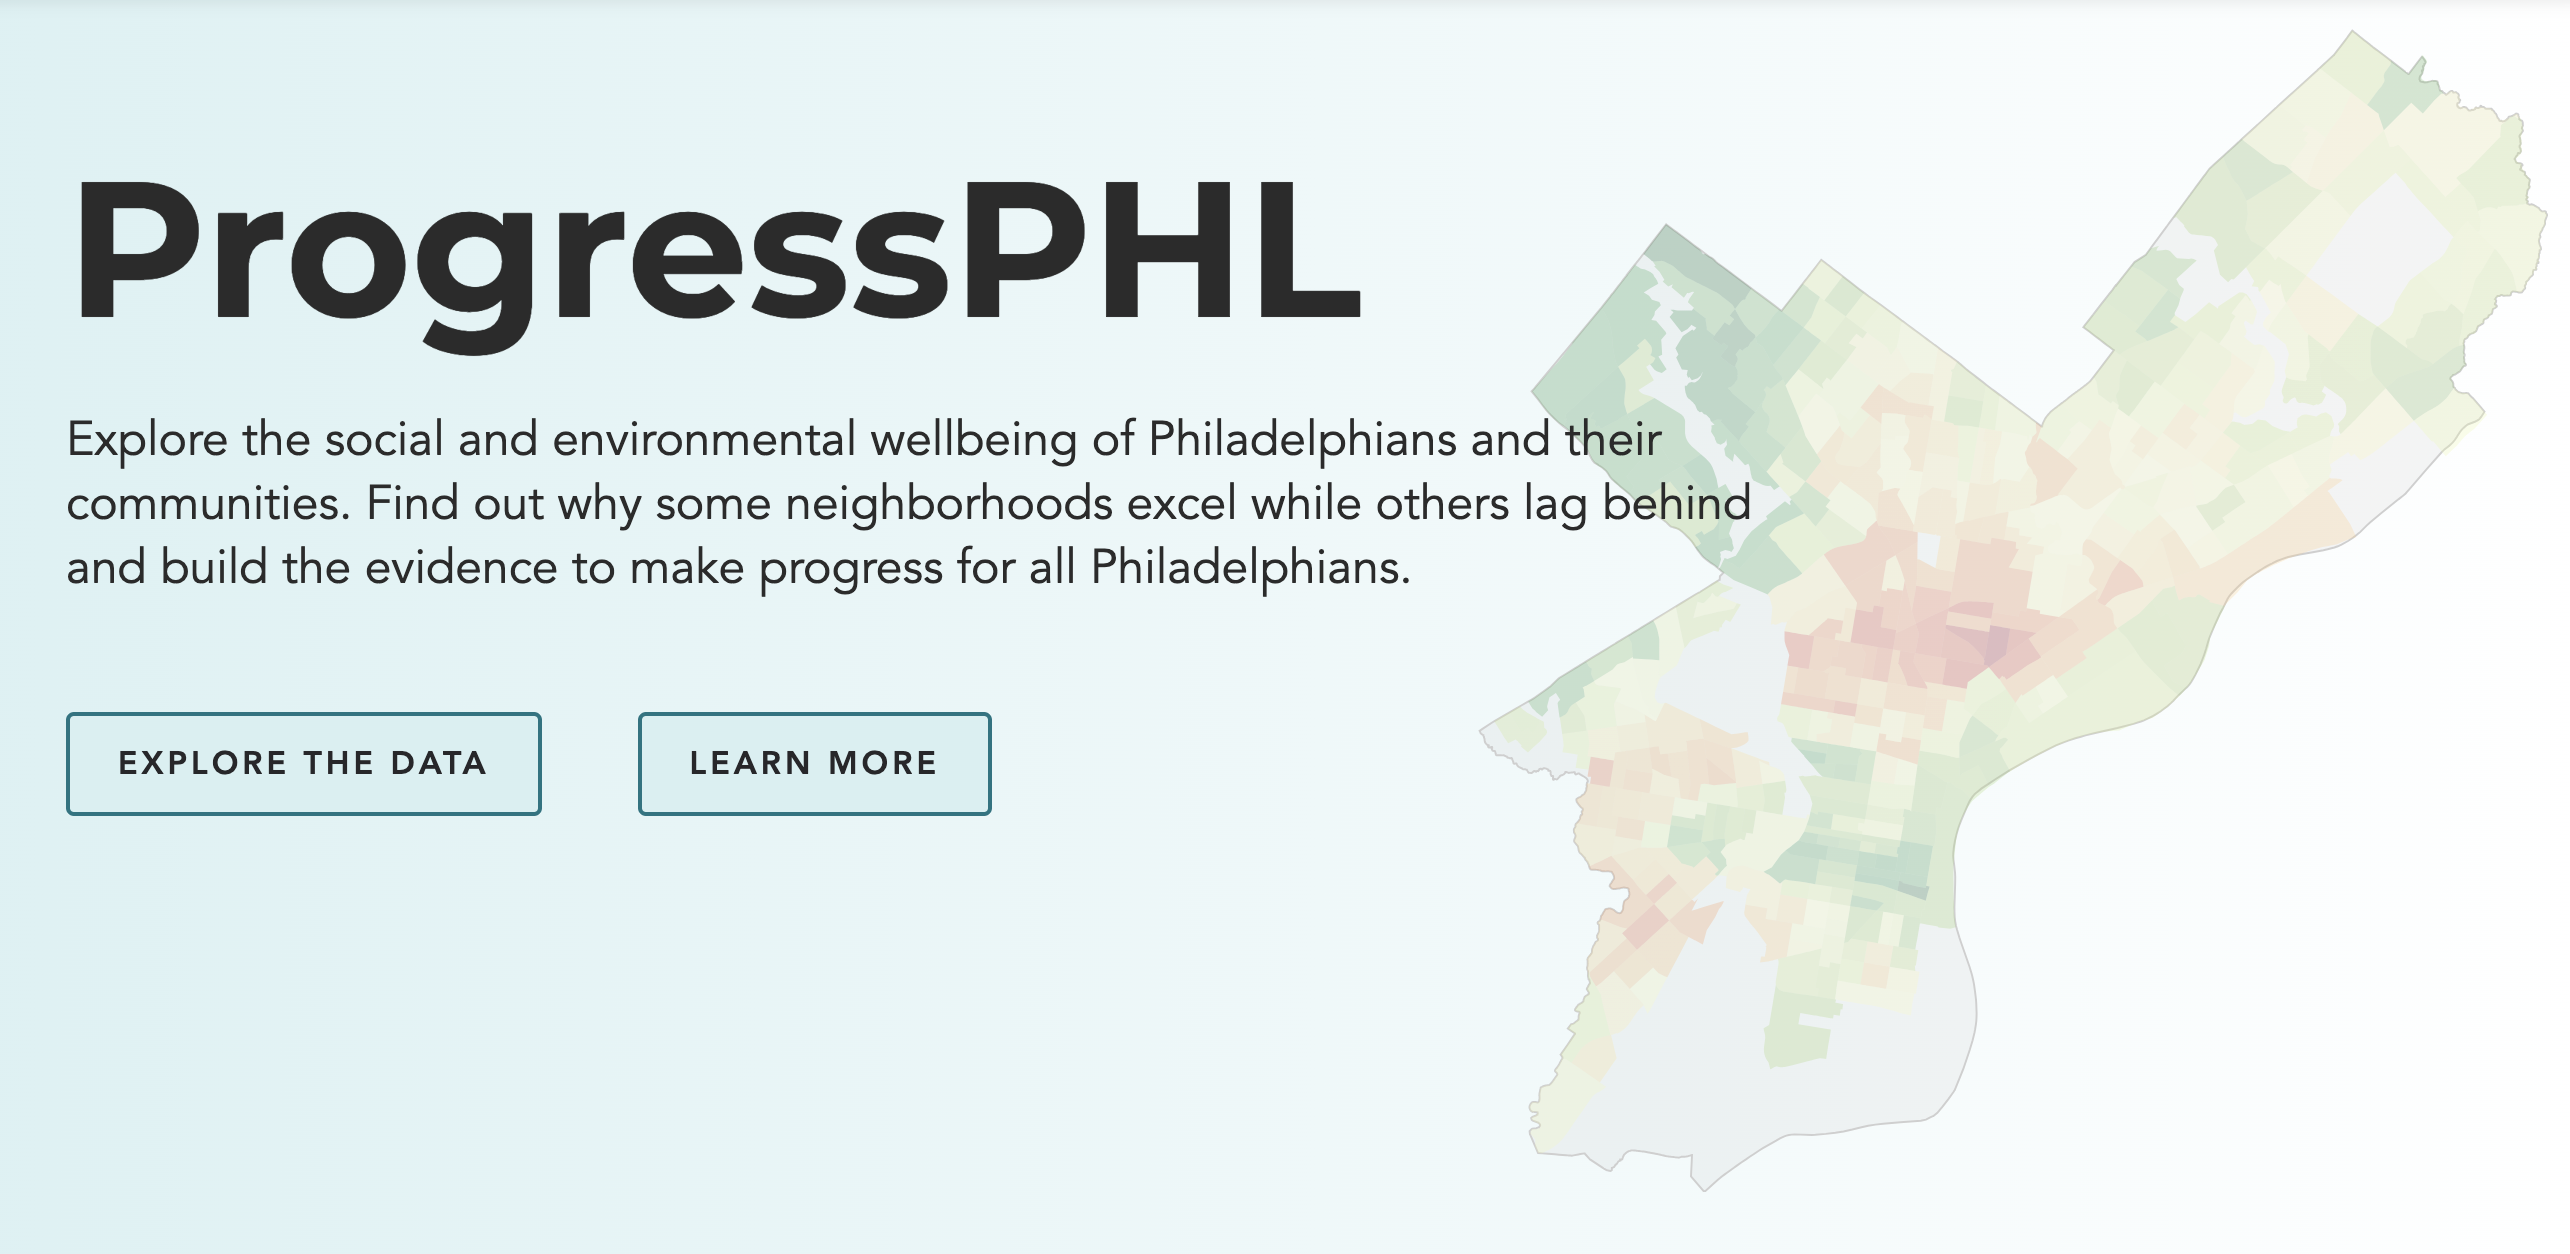 ProgressPHL
Explore the social and environmental wellbeing of Philadelphians and their
communities. Find out why some neighborhoods excel while others lag behind
and build the evidence to make progress for all Philadelphians.
EXPLORE THE DATA
LEARN MORE